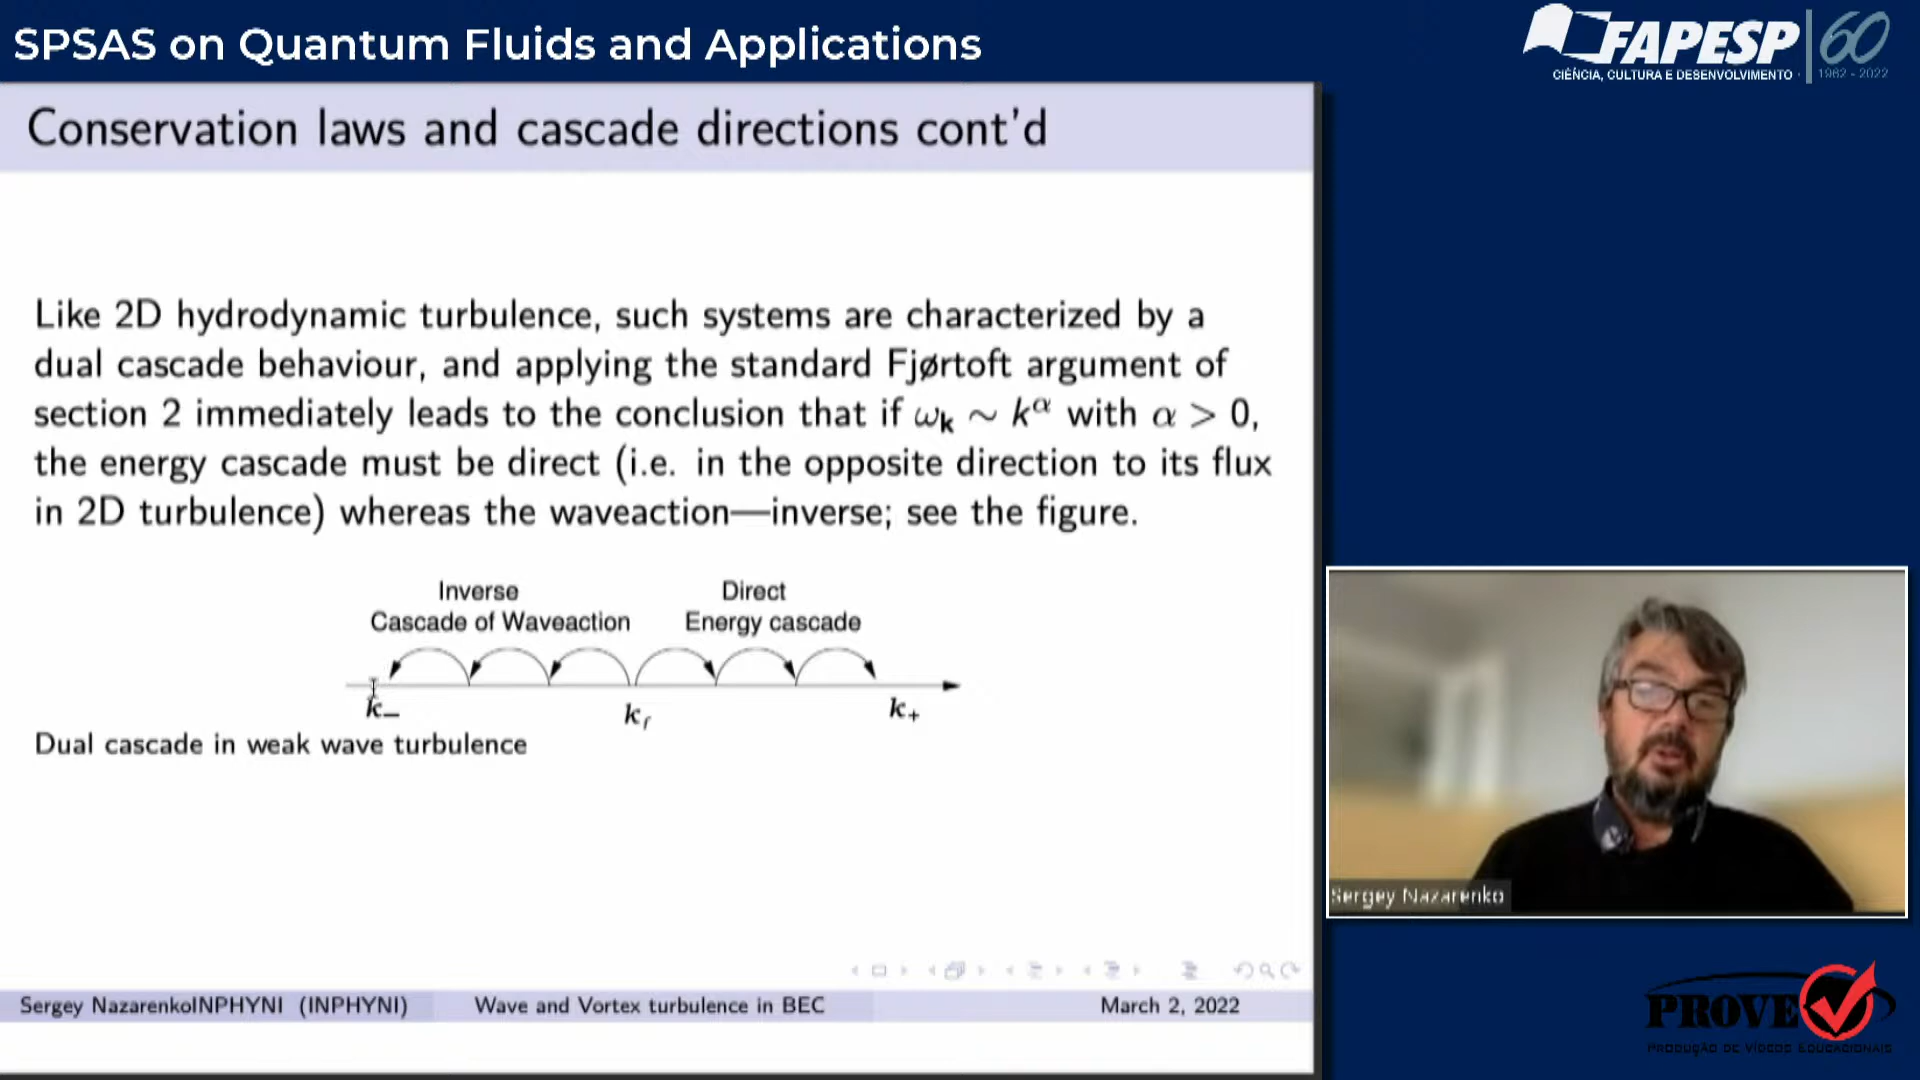 SPSAS on Quantum Fluids and Applications
FAPESP 60
CIÊNCIA, CULTURA E DESENVOLVIMENTO
1962 - 2022
Conservation laws and cascade directions cont'd
Like 2D hydrodynamic turbulence, such systems are characterized by a
dual cascade behaviour, and applying the standard Fjørtoft argument of
section 2 immediately leads to the conclusion that if ωₖ ∼ k^α with α > 0,
the energy cascade must be direct (i.e. in the opposite direction to its flux
in 2D turbulence) whereas the waveaction—inverse; see the figure.
Inverse Direct
Cascade of Waveaction Energy cascade
k₋ k_f k₊
Dual cascade in weak wave turbulence
Sergey Nazarenko
Sergey NazarenkoINPHYNI (INPHYNI) Wave and Vortex turbulence in BEC March 2, 2022
PROVE
PRODUÇÃO DE VÍDEOS EDUCACIONAIS